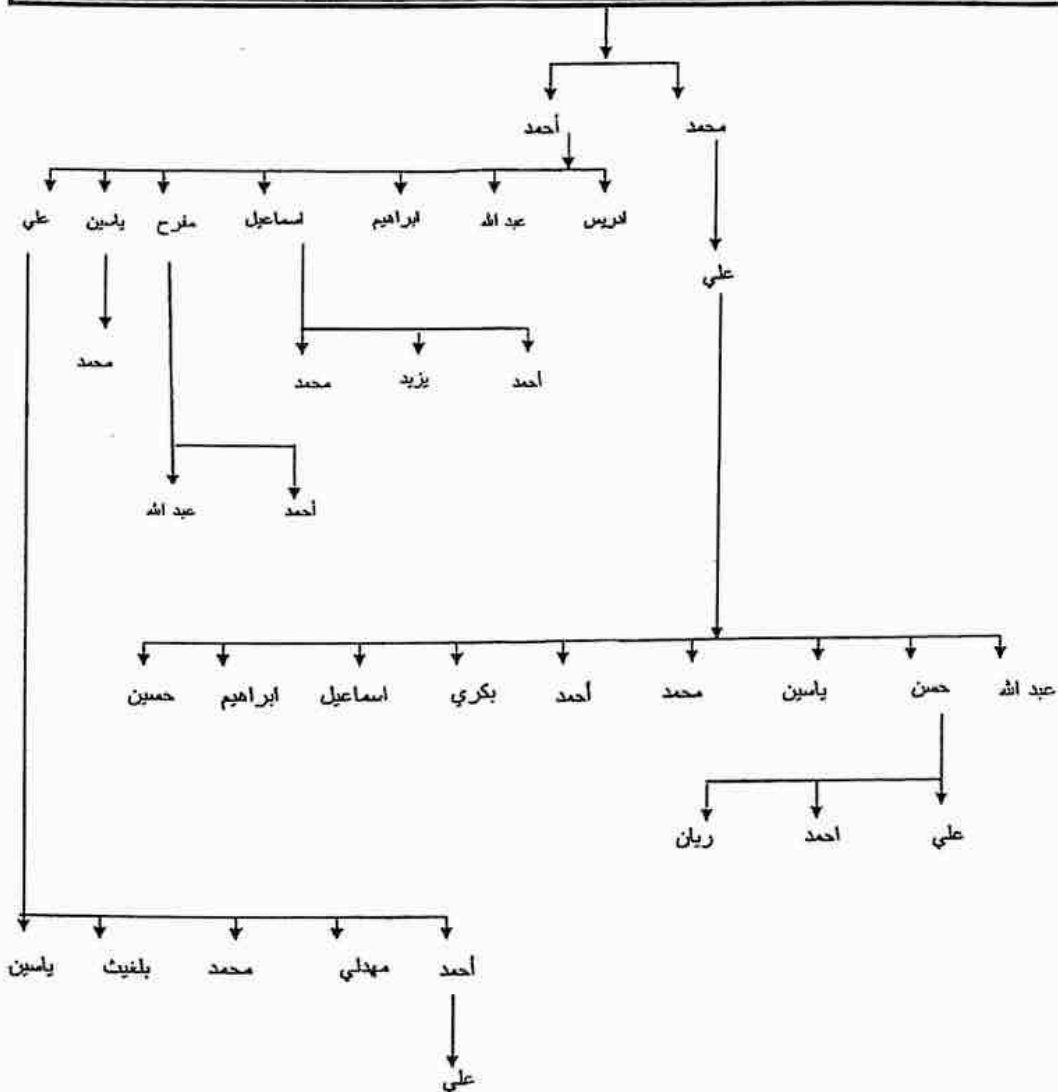 محمد أحمد
ادريس عبد الله ابراهيم اسماعيل مفرح ياسين علي
علي
محمد
أحمد يزيد محمد
أحمد عبد الله
عبد الله حسن ياسين محمد أحمد بكري اسماعيل ابراهيم حسين
علي احمد ريان
أحمد مهدلي محمد بلغيث ياسين
علي